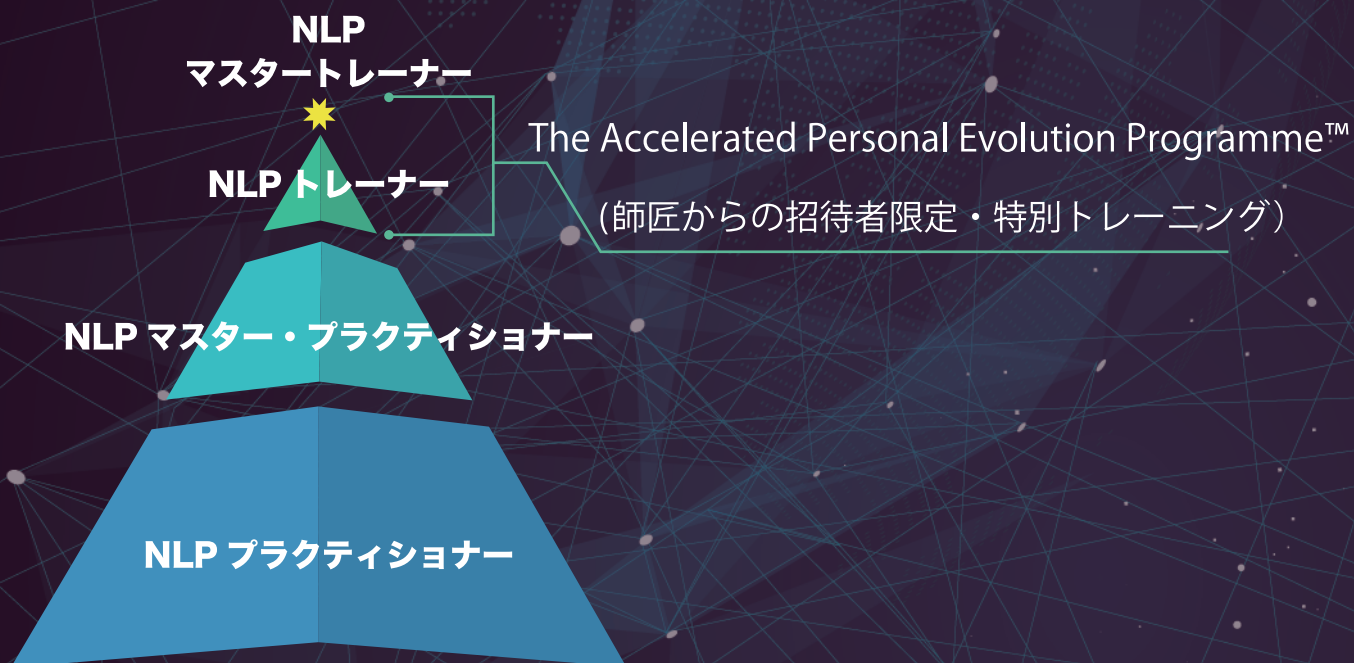 NLP
マスタートレーナー
The Accelerated Personal Evolution Programme™
NLP トレーナー
(師匠からの招待者限定・特別トレーニング）
NLP マスター・プラクティショナー
NLP プラクティショナー